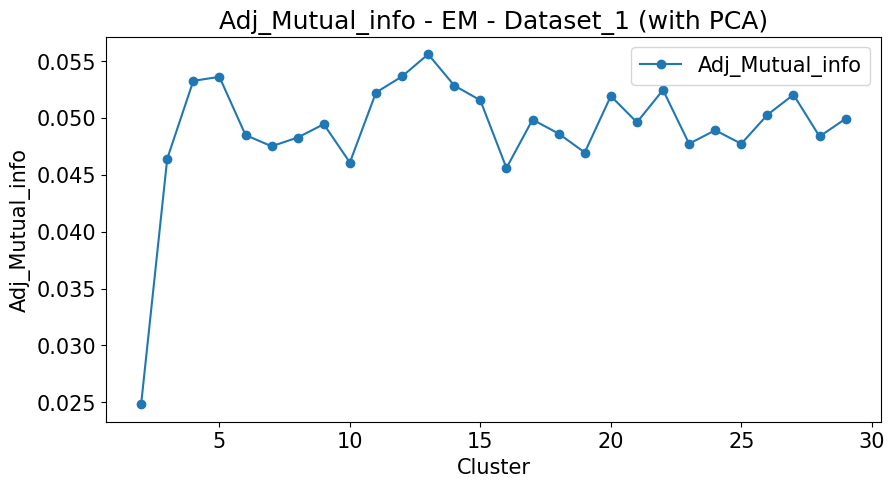 Adj_Mutual_info - EM - Dataset_1 (with PCA)
Adj_Mutual_info
0.055
0.050
0.045
0.040
0.035
0.030
0.025
Adj_Mutual_info
5 10 15 20 25 30
Cluster